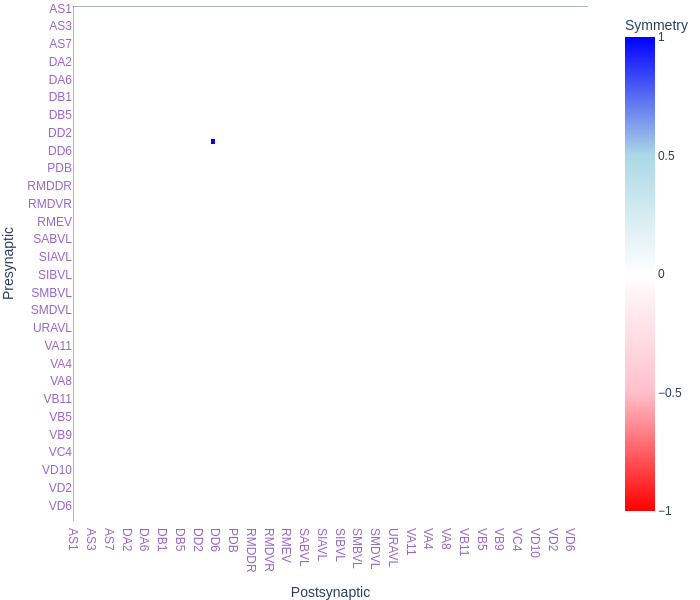 Symmetry
1
0.5
0
−0.5
−1
Presynaptic
AS1
AS3
AS7
DA2
DA6
DB1
DB5
DD2
DD6
PDB
RMDDR
RMDVR
RMEV
SABVL
SIAVL
SIBVL
SMBVL
SMDVL
URAVL
VA11
VA4
VA8
VB11
VB5
VB9
VC4
VD10
VD2
VD6
AS1 AS3 AS7 DA2 DA6 DB1 DB5 DD2 DD6 PDB RMDDR RMDVR RMEV SABVL SIAVL SIBVL SMBVL SMDVL URAVL VA11 VA4 VA8 VB11 VB5 VB9 VC4 VD10 VD2 VD6
Postsynaptic